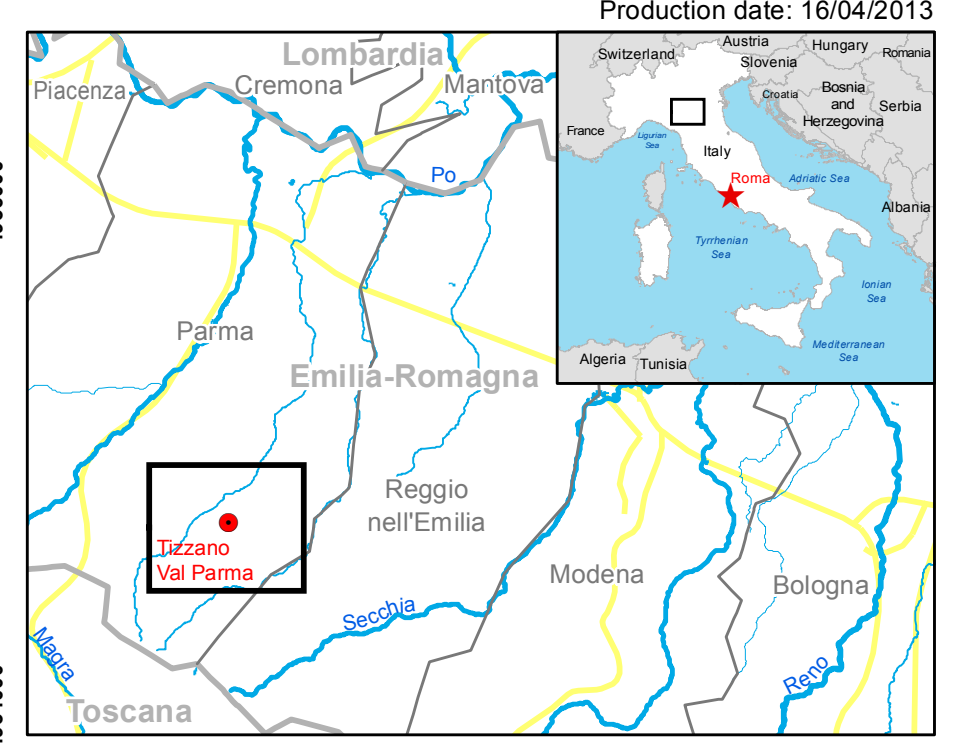 Production date: 16/04/2013
Lombardia
Piacenza
Cremona
Mantova
Po
Parma
Emilia-Romagna
Reggio
nell'Emilia
Tizzano
Val Parma
Modena
Bologna
Secchia
Magra
Reno
Toscana
Switzerland
Austria
Hungary
Romania
Slovenia
Croatia
Bosnia
and
Herzegovina
Serbia
France
Ligurian
Sea
Italy
Roma
Adriatic Sea
Albania
Tyrrhenian
Sea
Ionian
Sea
Mediterranean
Sea
Algeria
Tunisia